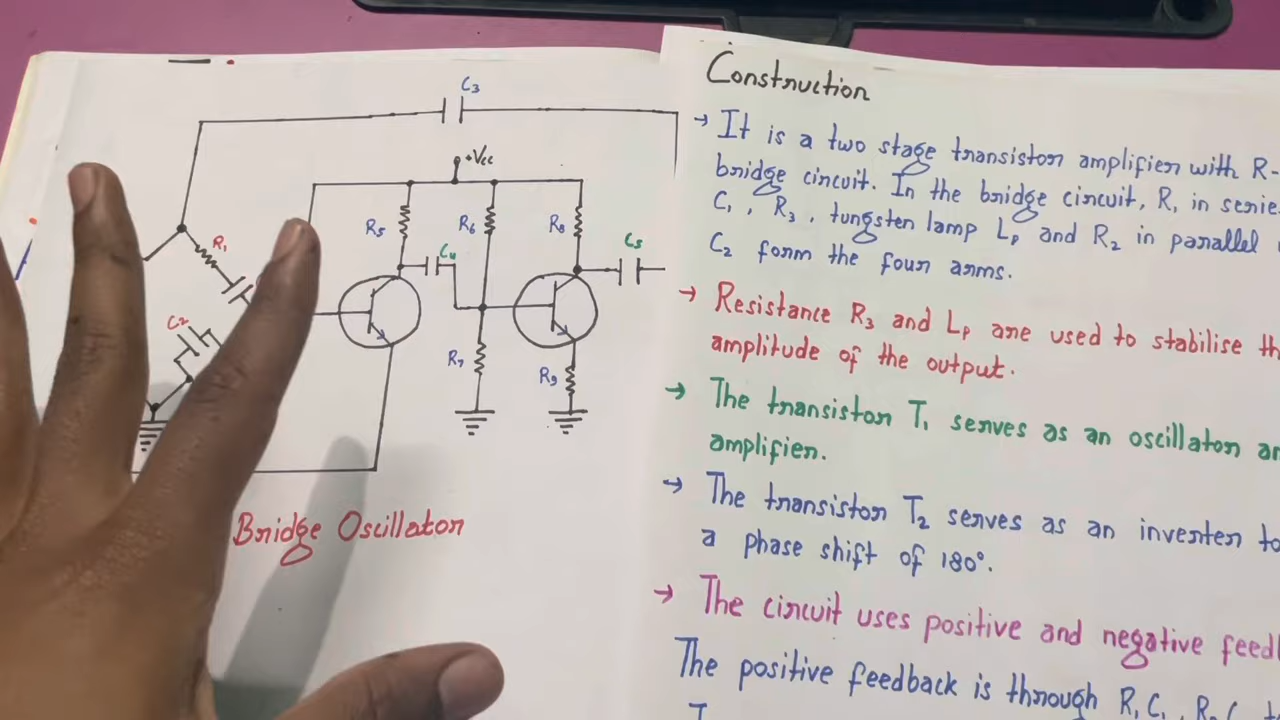 C3
+Vcc
R1
R5
R6
R8
C4
C5
C2
R7
R9
Bridge Oscillator
Construction
→ It is a two stage transistor amplifier with R-
bridge circuit. In the bridge circuit, R1 in serie
C1, R3, tungsten lamp Lp and R2 in parallel
C2 form the four arms.
→ Resistance R3 and Lp are used to stabilise th
amplitude of the output.
→ The transistor T1 serves as an oscillator an
amplifier.
→ The transistor T2 serves as an inverter to
a phase shift of 180°.
→ The circuit uses positive and negative feed
The positive feedback is through R1C1, R2C